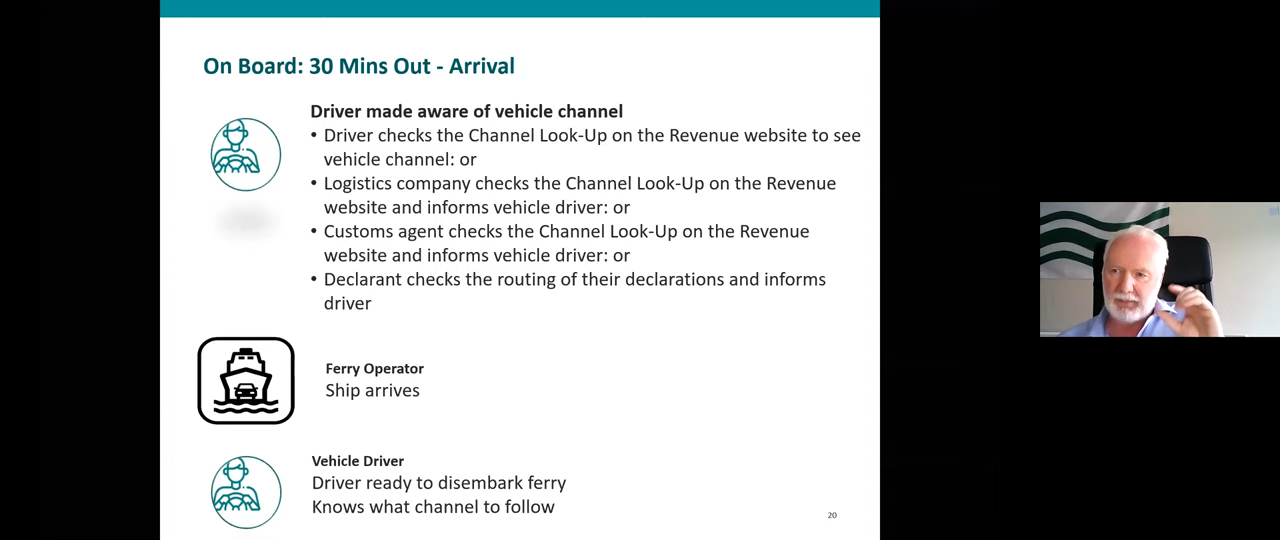 On Board: 30 Mins Out - Arrival
Driver made aware of vehicle channel
• Driver checks the Channel Look-Up on the Revenue website to see
vehicle channel: or
• Logistics company checks the Channel Look-Up on the Revenue
website and informs vehicle driver: or
• Customs agent checks the Channel Look-Up on the Revenue
website and informs vehicle driver: or
• Declarant checks the routing of their declarations and informs
driver
Ferry Operator
Ship arrives
Vehicle Driver
Driver ready to disembark ferry
Knows what channel to follow
20